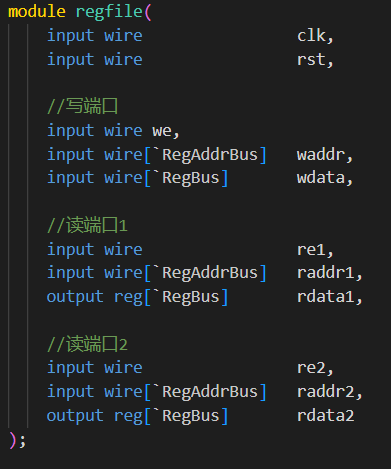 module regfile(
input wire clk,
input wire rst,
//写端口
input wire we,
input wire[`RegAddrBus] waddr,
input wire[`RegBus] wdata,
//读端口1
input wire re1,
input wire[`RegAddrBus] raddr1,
output reg[`RegBus] rdata1,
//读端口2
input wire re2,
input wire[`RegAddrBus] raddr2,
output reg[`RegBus] rdata2
);